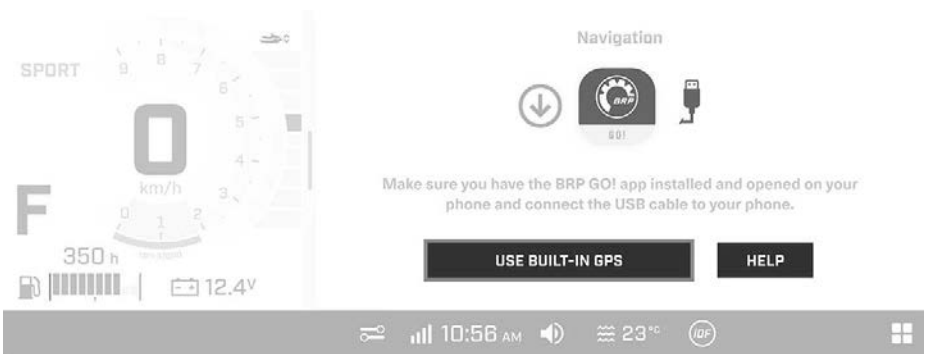 Navigation
SPORT
9 8 7
6
5
4
3
0 1 2
0
km/h
F
BRP
GO!
Make sure you have the BRP GO! app installed and opened on your
phone and connect the USB cable to your phone.
USE BUILT-IN GPS
HELP
350 h
12.4V
10:56 AM
23°C
iDF